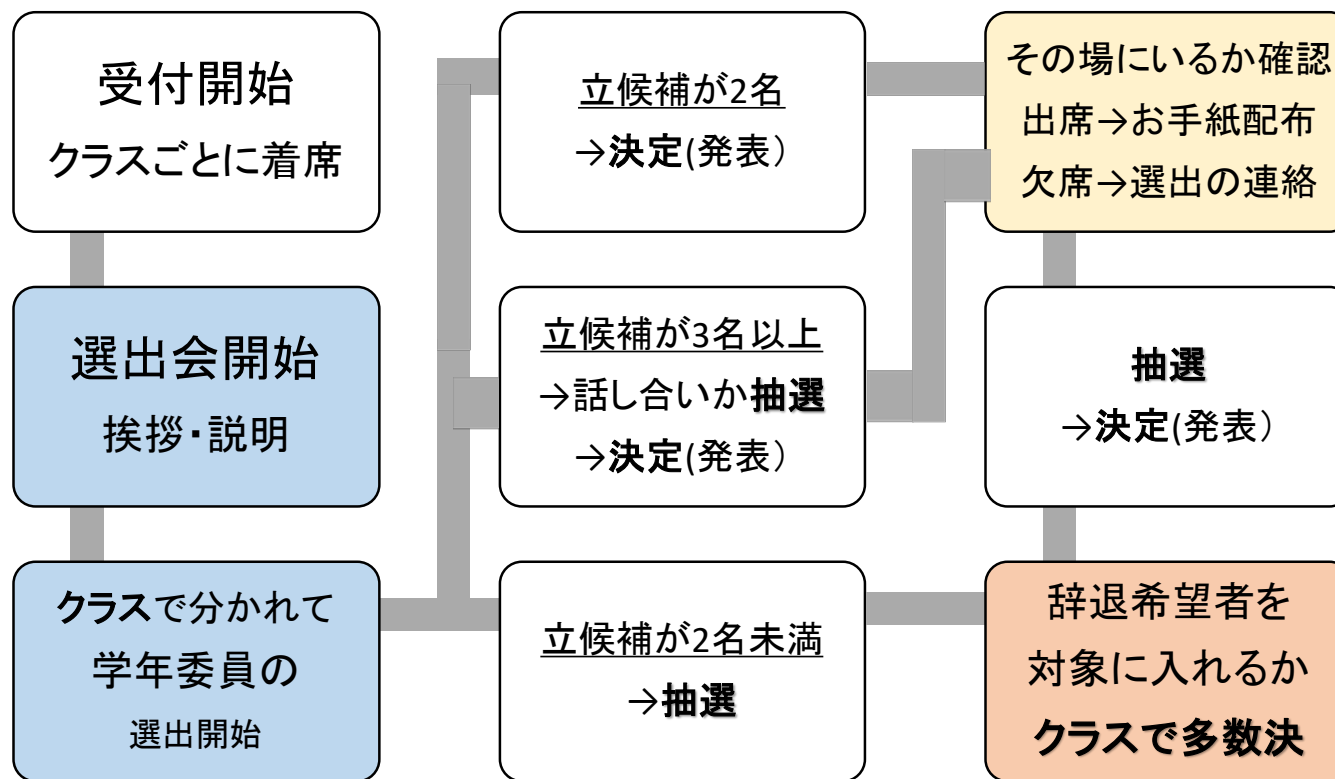 受付開始
クラスごとに着席
選出会開始
挨拶・説明
クラスで分かれて
学年委員の
選出開始
立候補が2名
→決定(発表）
立候補が3名以上
→話し合いか抽選
→決定(発表）
立候補が2名未満
→抽選
その場にいるか確認
出席→お手紙配布
欠席→選出の連絡
抽選
→決定(発表）
辞退希望者を
対象に入れるか
クラスで多数決